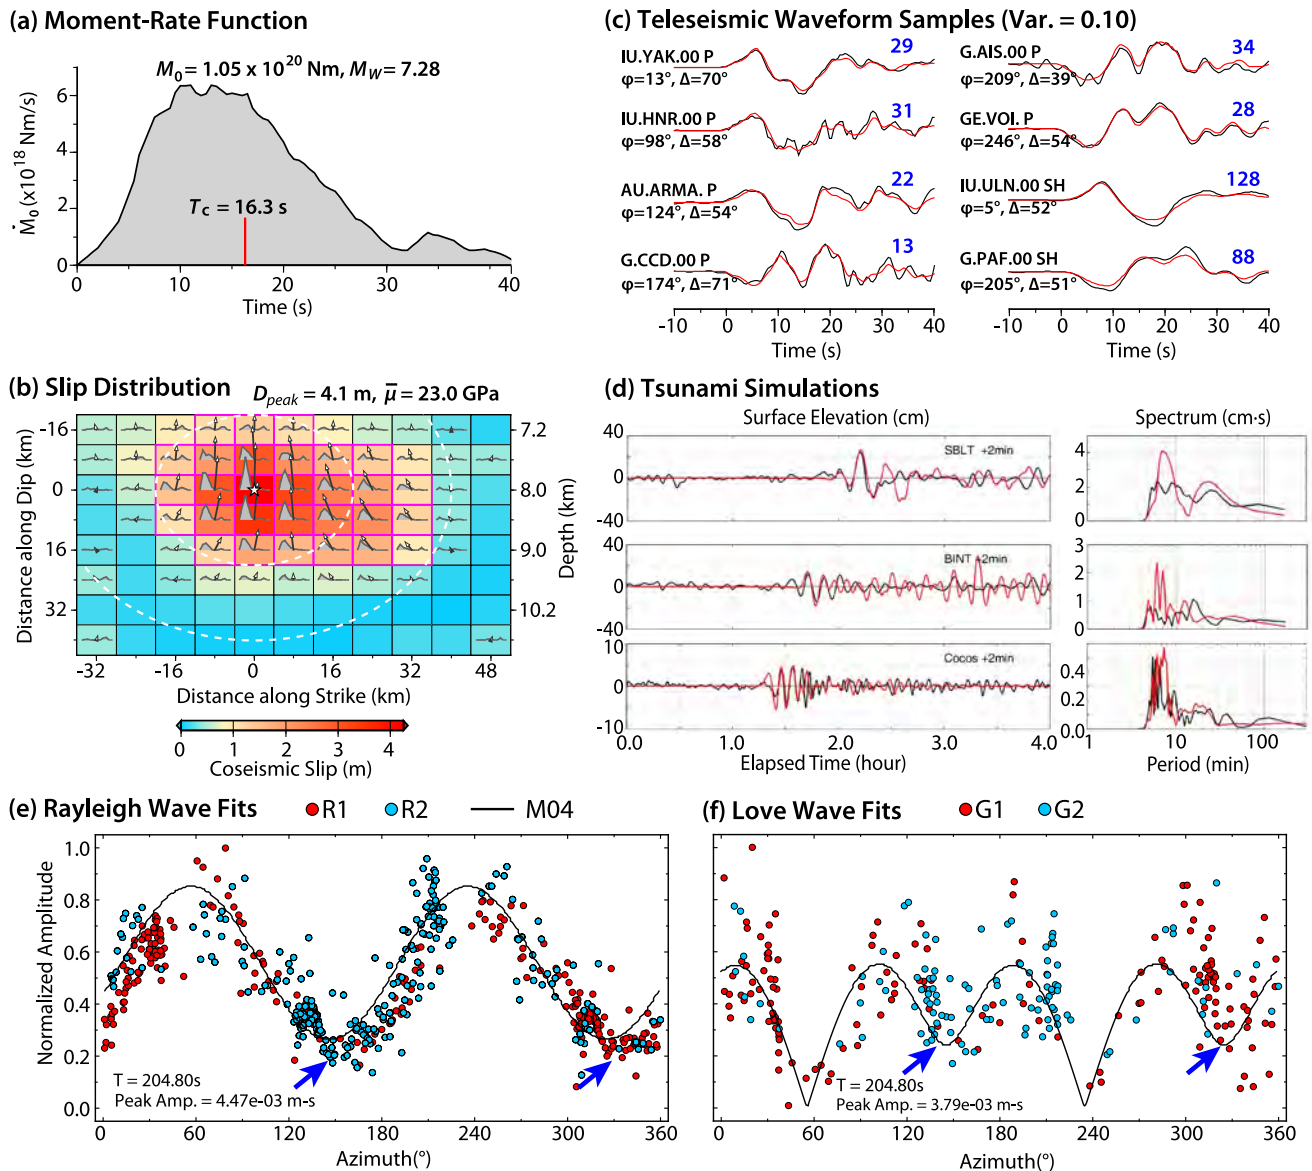 (a) Moment-Rate Function
M0 = 1.05 x 10^20 Nm, MW = 7.28
Ṁ0 (x10^18 Nm/s)
6
4
2
0
TC = 16.3 s
0 10 20 30 40
Time (s)
(c) Teleseismic Waveform Samples (Var. = 0.10)
IU.YAK.00 P 29
φ=13°, Δ=70°
IU.HNR.00 P 31
φ=98°, Δ=58°
AU.ARMA. P 22
φ=124°, Δ=54°
G.CCD.00 P 13
φ=174°, Δ=71°
-10 0 10 20 30 40
Time (s)
G.AIS.00 P 34
φ=209°, Δ=39°
GE.VOI. P 28
φ=246°, Δ=54°
IU.ULN.00 SH 128
φ=5°, Δ=52°
G.PAF.00 SH 88
φ=205°, Δ=51°
-10 0 10 20 30 40
Time (s)
(b) Slip Distribution
Dpeak = 4.1 m, μ̅ = 23.0 GPa
Distance along Dip (km)
-16
0
16
32
7.2
8.0
9.0
10.2
Depth (km)
-32 -16 0 16 32 48
Distance along Strike (km)
0 1 2 3 4
Coseismic Slip (m)
(d) Tsunami Simulations
Surface Elevation (cm)
Spectrum (cm·s)
40
0
-40
SBLT +2min
4
2
0
40
0
-40
BINT +2min
3
2
1
0
10
0
-10
Cocos +2min
0.4
0.2
0.0
0.0 1.0 2.0 3.0 4.0
Elapsed Time (hour)
1 10 100
Period (min)
(e) Rayleigh Wave Fits
R1 R2 M04
Normalized Amplitude
1.0
0.8
0.6
0.4
0.2
0.0
T = 204.80s
Peak Amp. = 4.47e-03 m-s
0 60 120 180 240 300 360
Azimuth(°)
(f) Love Wave Fits
G1 G2
T = 204.80s
Peak Amp. = 3.79e-03 m-s
0 60 120 180 240 300 360
Azimuth(°)